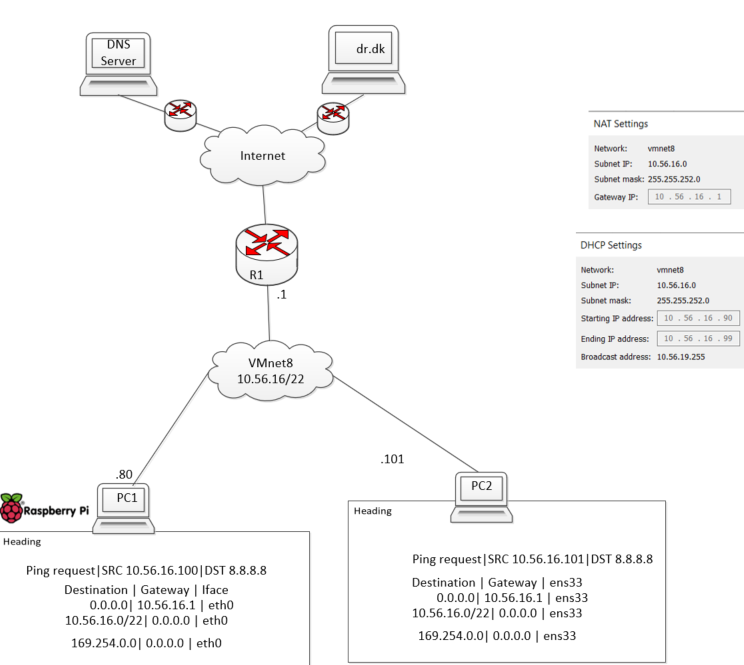 DNS
Server
dr.dk
Internet
R1
.1
VMnet8
10.56.16/22
.80
.101
PC1
PC2
Raspberry Pi
NAT Settings
Network: vmnet8
Subnet IP: 10.56.16.0
Subnet mask: 255.255.252.0
Gateway IP: 10 . 56 . 16 . 1
DHCP Settings
Network: vmnet8
Subnet IP: 10.56.16.0
Subnet mask: 255.255.252.0
Starting IP address: 10 . 56 . 16 . 90
Ending IP address: 10 . 56 . 16 . 99
Broadcast address: 10.56.19.255
Heading
Ping request|SRC 10.56.16.100|DST 8.8.8.8
Destination | Gateway | Iface
0.0.0.0| 10.56.16.1 | eth0
10.56.16.0/22| 0.0.0.0 | eth0
169.254.0.0| 0.0.0.0 | eth0
Heading
Ping request|SRC 10.56.16.101|DST 8.8.8.8
Destination | Gateway | ens33
0.0.0.0| 10.56.16.1 | ens33
10.56.16.0/22| 0.0.0.0 | ens33
169.254.0.0| 0.0.0.0 | ens33